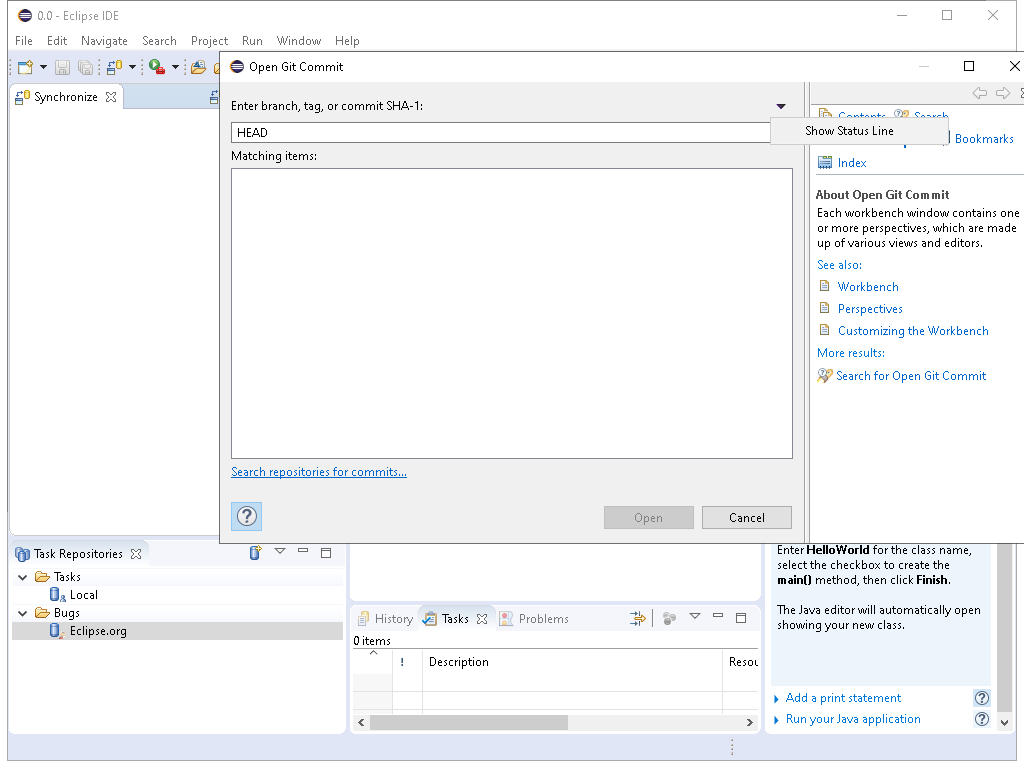 0.0 - Eclipse IDE
File Edit Navigate Search Project Run Window Help
Open Git Commit
Synchronize
Enter branch, tag, or commit SHA-1:
HEAD
Show Status Line
Matching items:
Search repositories for commits...
Open Cancel
Contents Search
Bookmarks
Index
About Open Git Commit
Each workbench window contains one
or more perspectives, which are made
up of various views and editors.
See also:
Workbench
Perspectives
Customizing the Workbench
More results:
Search for Open Git Commit
Task Repositories
Tasks
Local
Bugs
Eclipse.org
History Tasks Problems
0 items
! Description
Enter HelloWorld for the class name,
select the checkbox to create the
main() method, then click Finish.
The Java editor will automatically open
showing your new class.
Add a print statement
Run your Java application